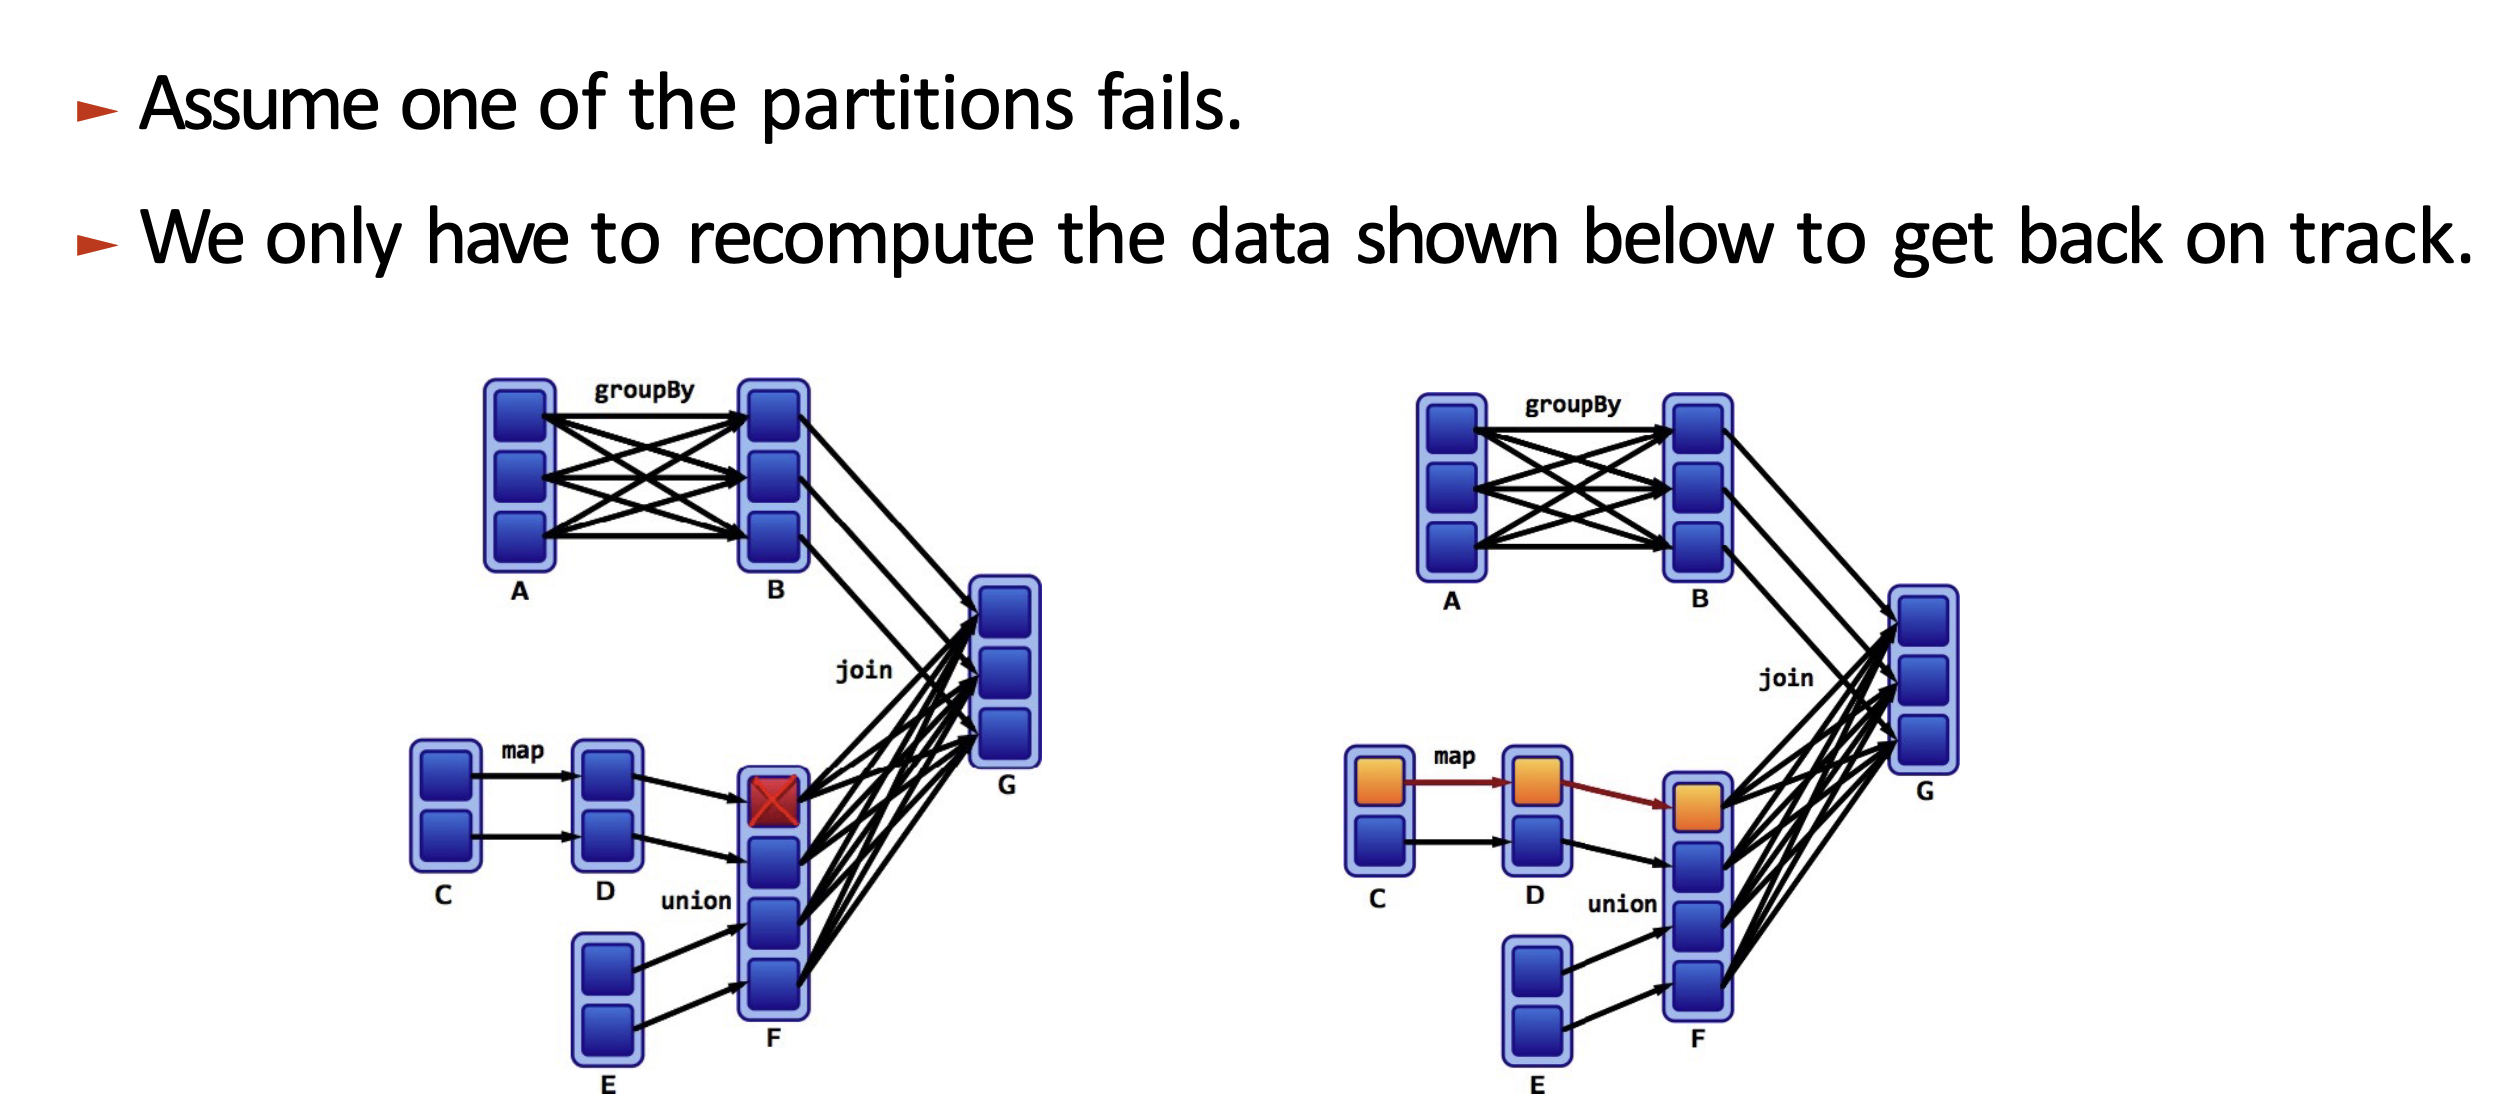 Assume one of the partitions fails.
We only have to recompute the data shown below to get back on track.
groupBy
A
B
join
G
map
C
D
union
F
E
groupBy
A
B
join
G
map
C
D
union
F
E